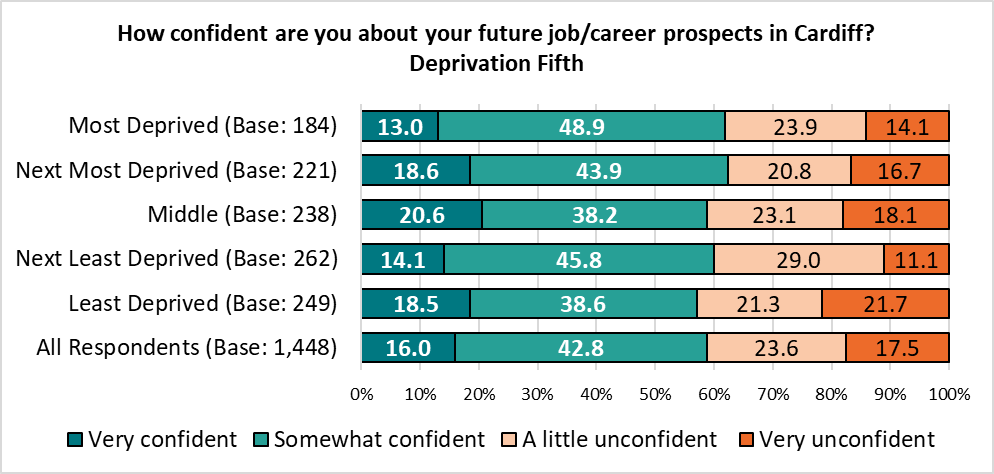 How confident are you about your future job/career prospects in Cardiff?
Deprivation Fifth
Most Deprived (Base: 184) 13.0 48.9 23.9 14.1
Next Most Deprived (Base: 221) 18.6 43.9 20.8 16.7
Middle (Base: 238) 20.6 38.2 23.1 18.1
Next Least Deprived (Base: 262) 14.1 45.8 29.0 11.1
Least Deprived (Base: 249) 18.5 38.6 21.3 21.7
All Respondents (Base: 1,448) 16.0 42.8 23.6 17.5
0% 10% 20% 30% 40% 50% 60% 70% 80% 90% 100%
Very confident Somewhat confident A little unconfident Very unconfident